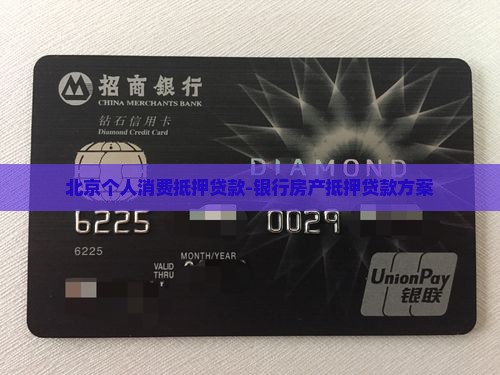 招商銀行
CHINA MERCHANTS BANK
钻石信用卡
Diamond Credit Card
DIAMOND
北京个人消费抵押贷款-银行房产抵押贷款方案
6225 0029
6225
MONTH/YEAR
VALID
THRU
UnionPay
银联